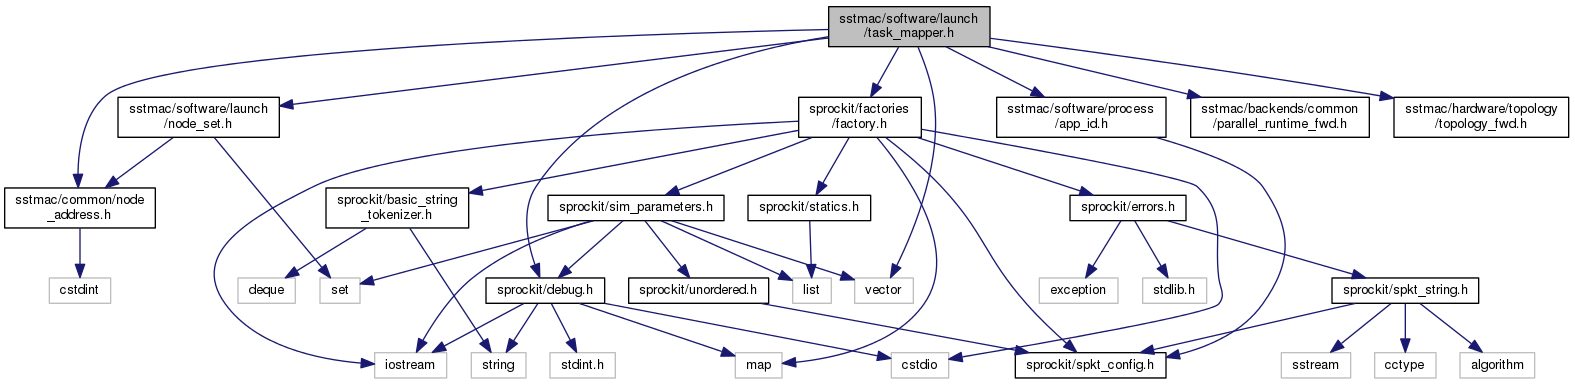 sstmac/software/launch
/task_mapper.h
sstmac/software/launch
/node_set.h
sprockit/factories
/factory.h
sstmac/software/process
/app_id.h
sstmac/backends/common
/parallel_runtime_fwd.h
sstmac/hardware/topology
/topology_fwd.h
sstmac/common/node
_address.h
sprockit/basic_string
_tokenizer.h
sprockit/sim_parameters.h
sprockit/statics.h
sprockit/errors.h
cstdint
deque
set
sprockit/debug.h
sprockit/unordered.h
list
vector
exception
stdlib.h
sprockit/spkt_string.h
iostream
string
stdint.h
map
cstdio
sprockit/spkt_config.h
sstream
cctype
algorithm